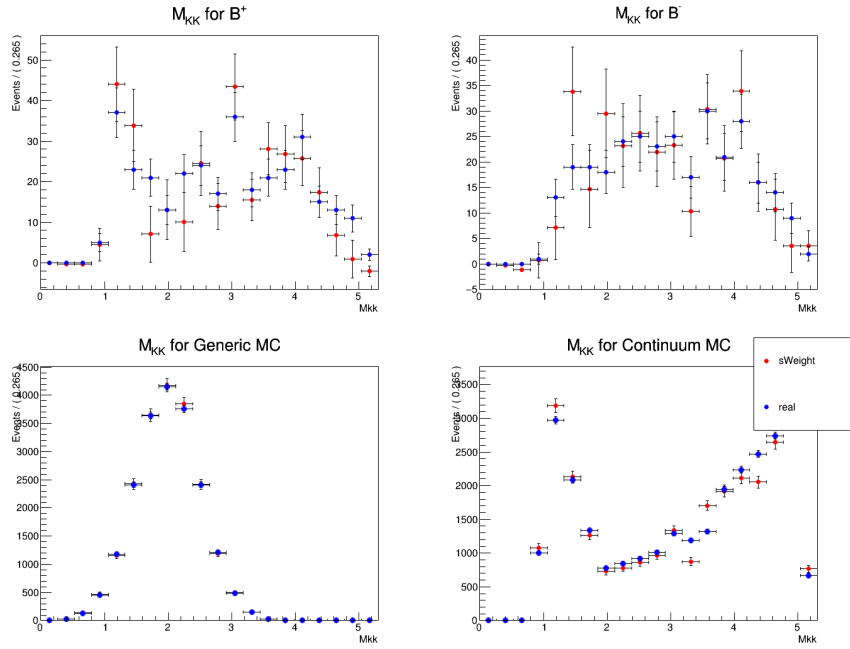 M_KK for B^+
Events / ( 0.265)
50
40
30
20
10
0
0 1 2 3 4 5
Mkk
M_KK for B^-
Events / ( 0.265)
40
35
30
25
20
15
10
5
0
−5
0 1 2 3 4 5
Mkk
M_KK for Generic MC
Events / ( 0.265)
4500
4000
3500
3000
2500
2000
1500
1000
500
0
0 1 2 3 4 5
Mkk
M_KK for Continuum MC
Events / ( 0.265)
3500
3000
2500
2000
1500
1000
500
0
0 1 2 3 4 5
Mkk
sWeight
real